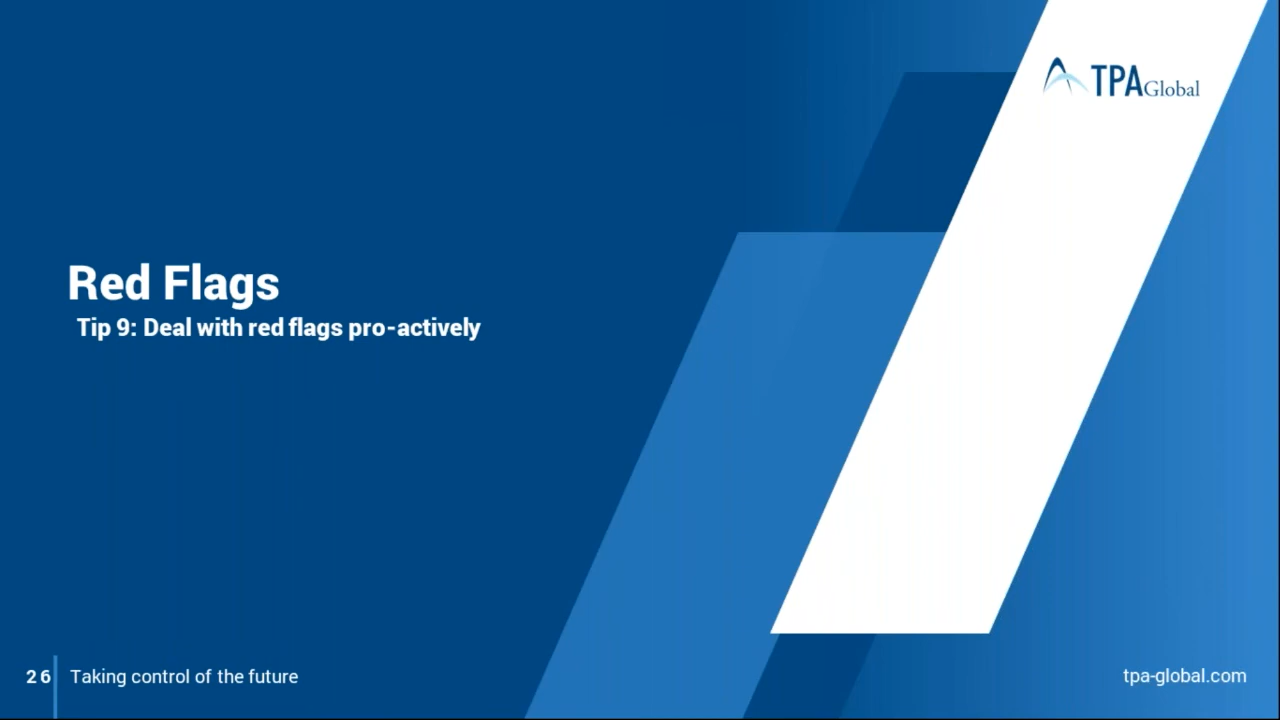 TPA Global
Red Flags
Tip 9: Deal with red flags pro-actively
26 Taking control of the future
tpa-global.com